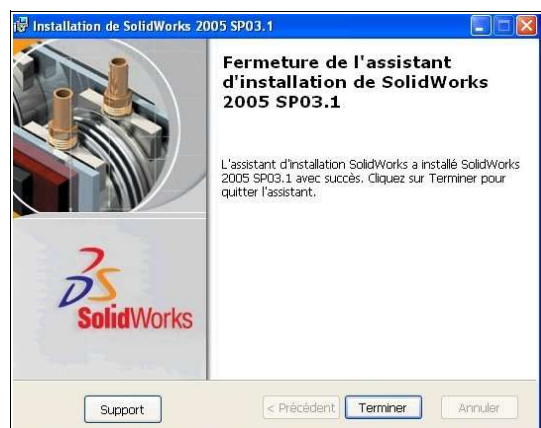 Installation de SolidWorks 2005 SP03.1
Fermeture de l'assistant
d'installation de SolidWorks
2005 SP03.1
L'assistant d'installation SolidWorks a installé SolidWorks
2005 SP03.1 avec succès. Cliquez sur Terminer pour
quitter l'assistant.
SolidWorks
Support
< Précédent
Terminer
Annuler